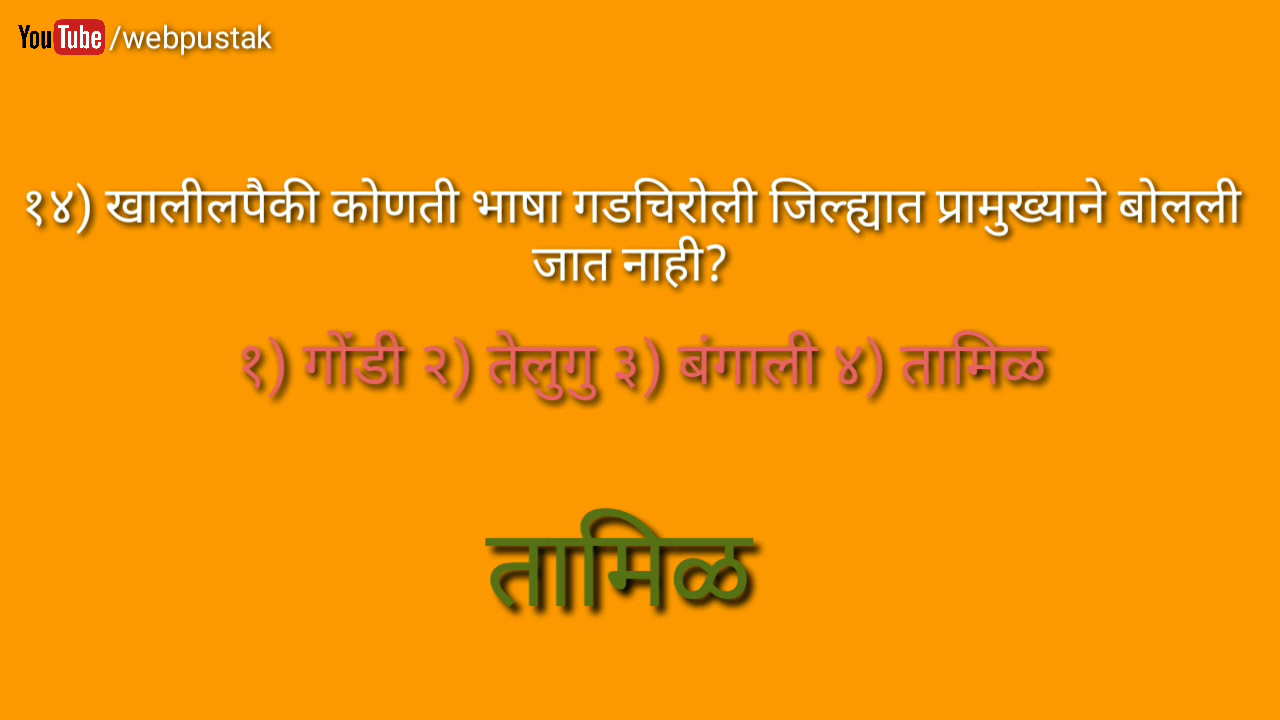 YouTube/webpustak
१४) खालीलपैकी कोणती भाषा गडचिरोली जिल्ह्यात प्रामुख्याने बोलली
जात नाही?
१) गोंडी २) तेलुगु ३) बंगाली ४) तामिळ
तामिळ